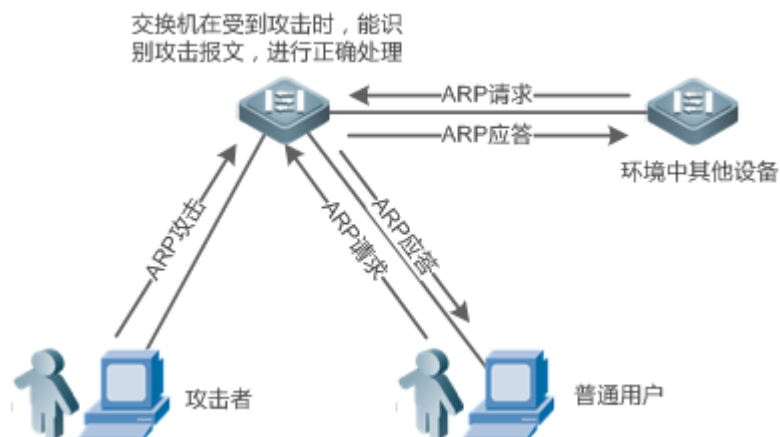 交换机在受到攻击时，能识
别攻击报文，进行正确处理
ARP请求
ARP应答
环境中其他设备
ARP攻击
ARP请求
ARP应答
攻击者
普通用户